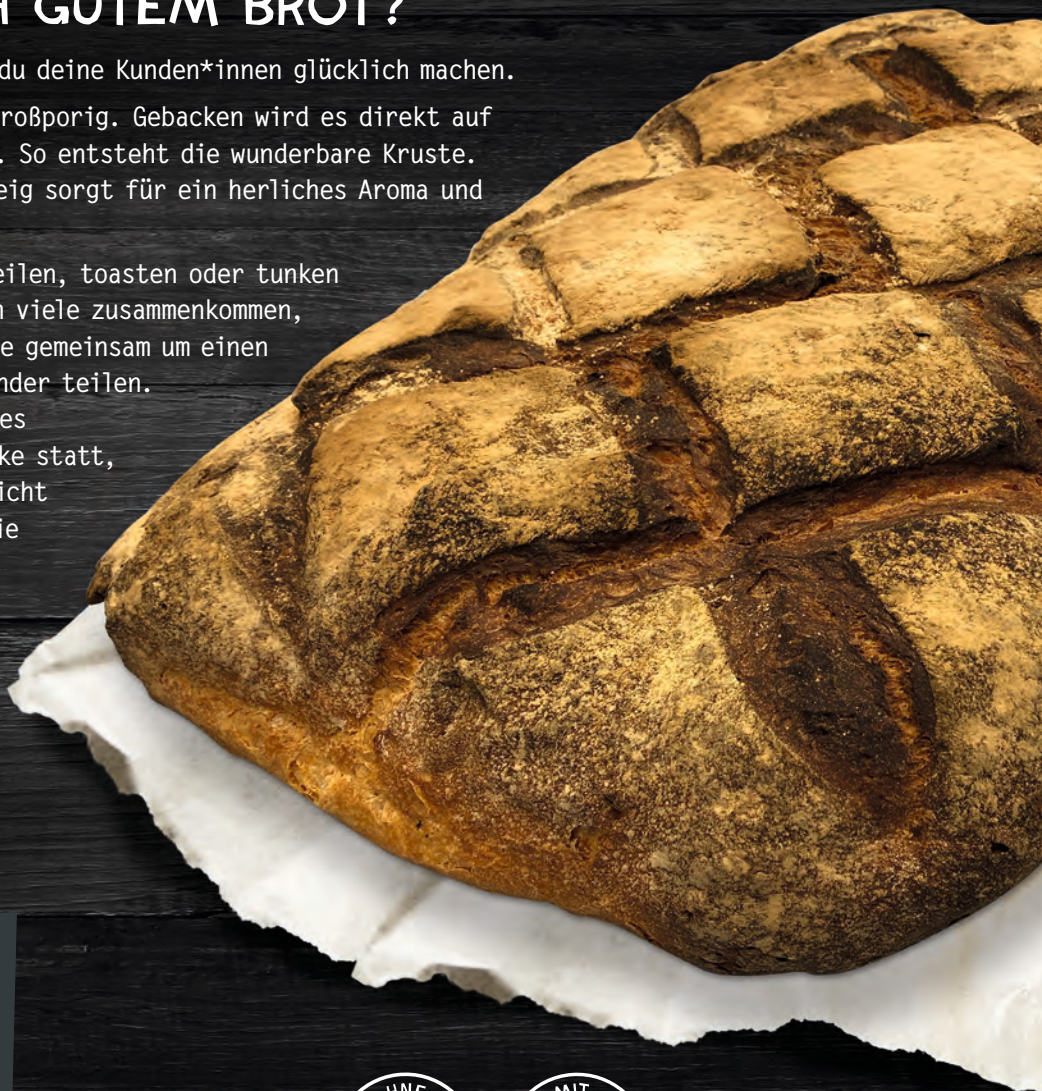 GUTEM BROT?
du deine Kunden*innen glücklich machen.
roßporig. Gebacken wird es direkt auf
. So entsteht die wunderbare Kruste.
eig sorgt für ein herliches Aroma und
eilen, toasten oder tunken
viele zusammenkommen,
e gemeinsam um einen
nder teilen.
es
ke statt,
icht
ie
HNE
MIT